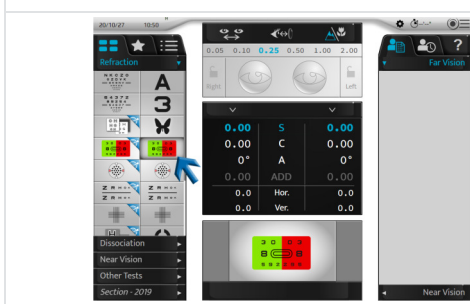 20/10/27 10:50
?
Refraction
Far Vision
0.05 0.10 0.25 0.50 1.00 2.00
A
3
Right Left
0.00 S 0.00
0.00 C 0.00
0° A 0°
0.00 ADD 0.00
0.0 Hor. 0.0
0.0 Ver. 0.0
Dissociation
Near Vision
Other Tests
Section - 2019
Near Vision